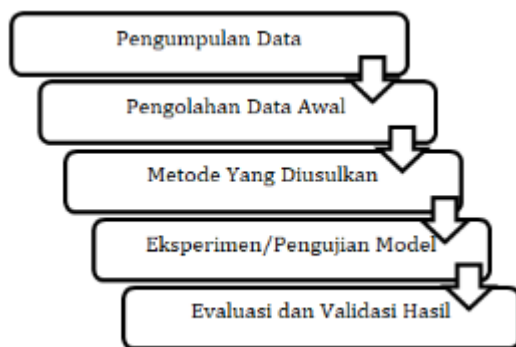 Pengumpulan Data
Pengolahan Data Awal
Metode Yang Diusulkan
Eksperimen/Pengujian Model
Evaluasi dan Validasi Hasil